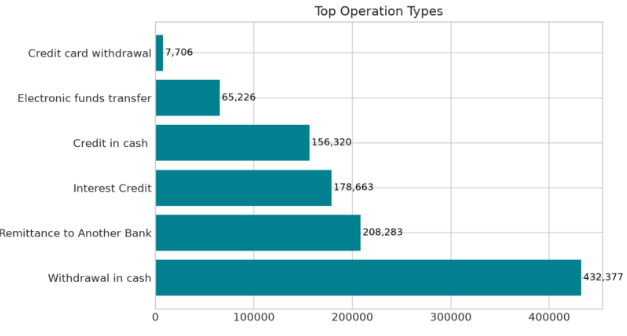 Top Operation Types
Credit card withdrawal 7,706
Electronic funds transfer 65,226
Credit in cash 156,320
Interest Credit 178,663
Remittance to Another Bank 208,283
Withdrawal in cash 432,377
0 100000 200000 300000 400000